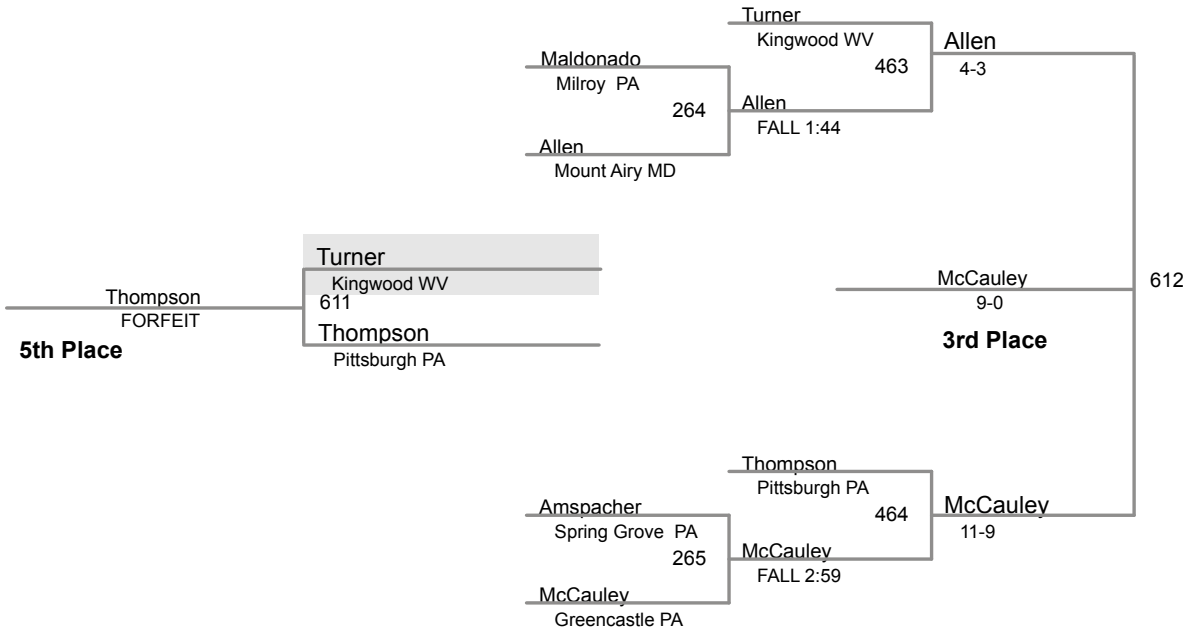 Turner
Kingwood WV
463
Allen
4-3
Maldonado
Milroy PA
264
Allen
FALL 1:44
Allen
Mount Airy MD
Turner
Kingwood WV
611
Thompson
FORFEIT
5th Place
Thompson
Pittsburgh PA
McCauley
9-0
3rd Place
612
Thompson
Pittsburgh PA
464
McCauley
11-9
Amspacher
Spring Grove PA
265
McCauley
FALL 2:59
McCauley
Greencastle PA